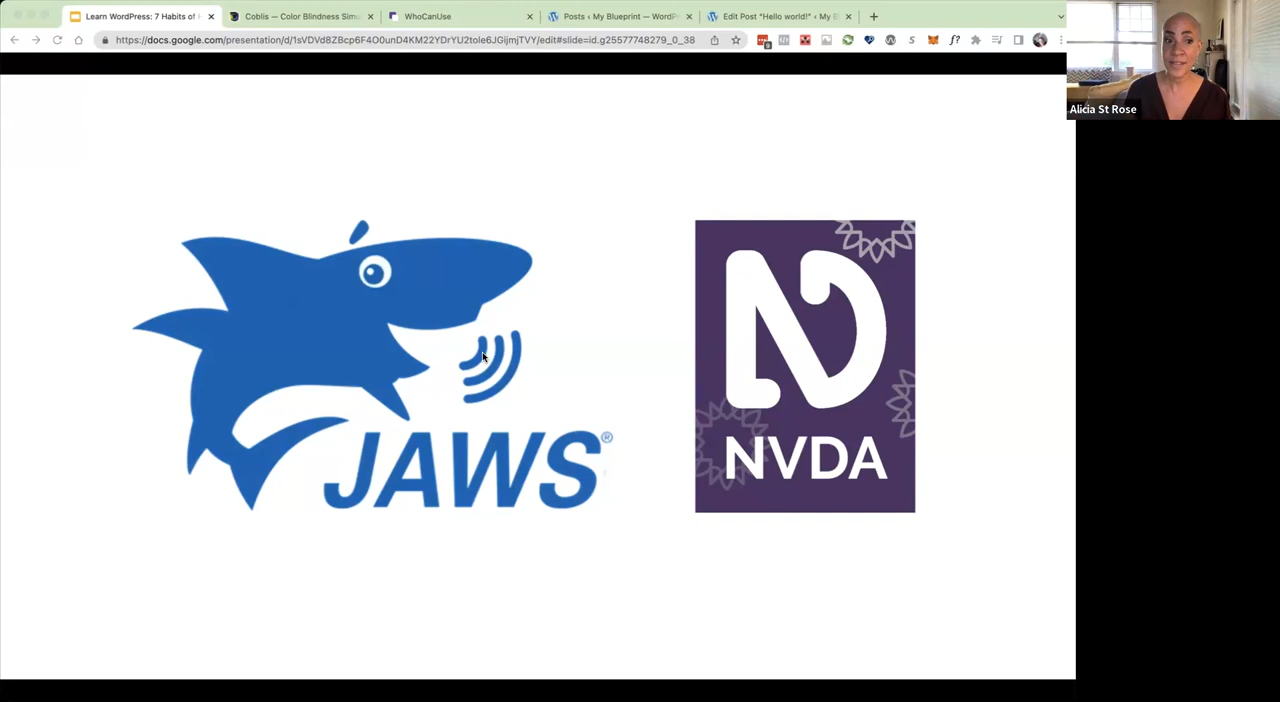 Learn WordPress: 7 Habits of
Coblis — Color Blindness Sim
WhoCanUse
Posts ‹ My Blueprint — WordP
Edit Post "Hello world!" ‹ My B
https://docs.google.com/presentation/d/1sVDVd8ZBcp6F4O0unD4KM22YDrYU2tole6JGijmjTVY/edit#slide=id.g25577748279_0_38
Alicia St Rose
JAWS®
NVDA